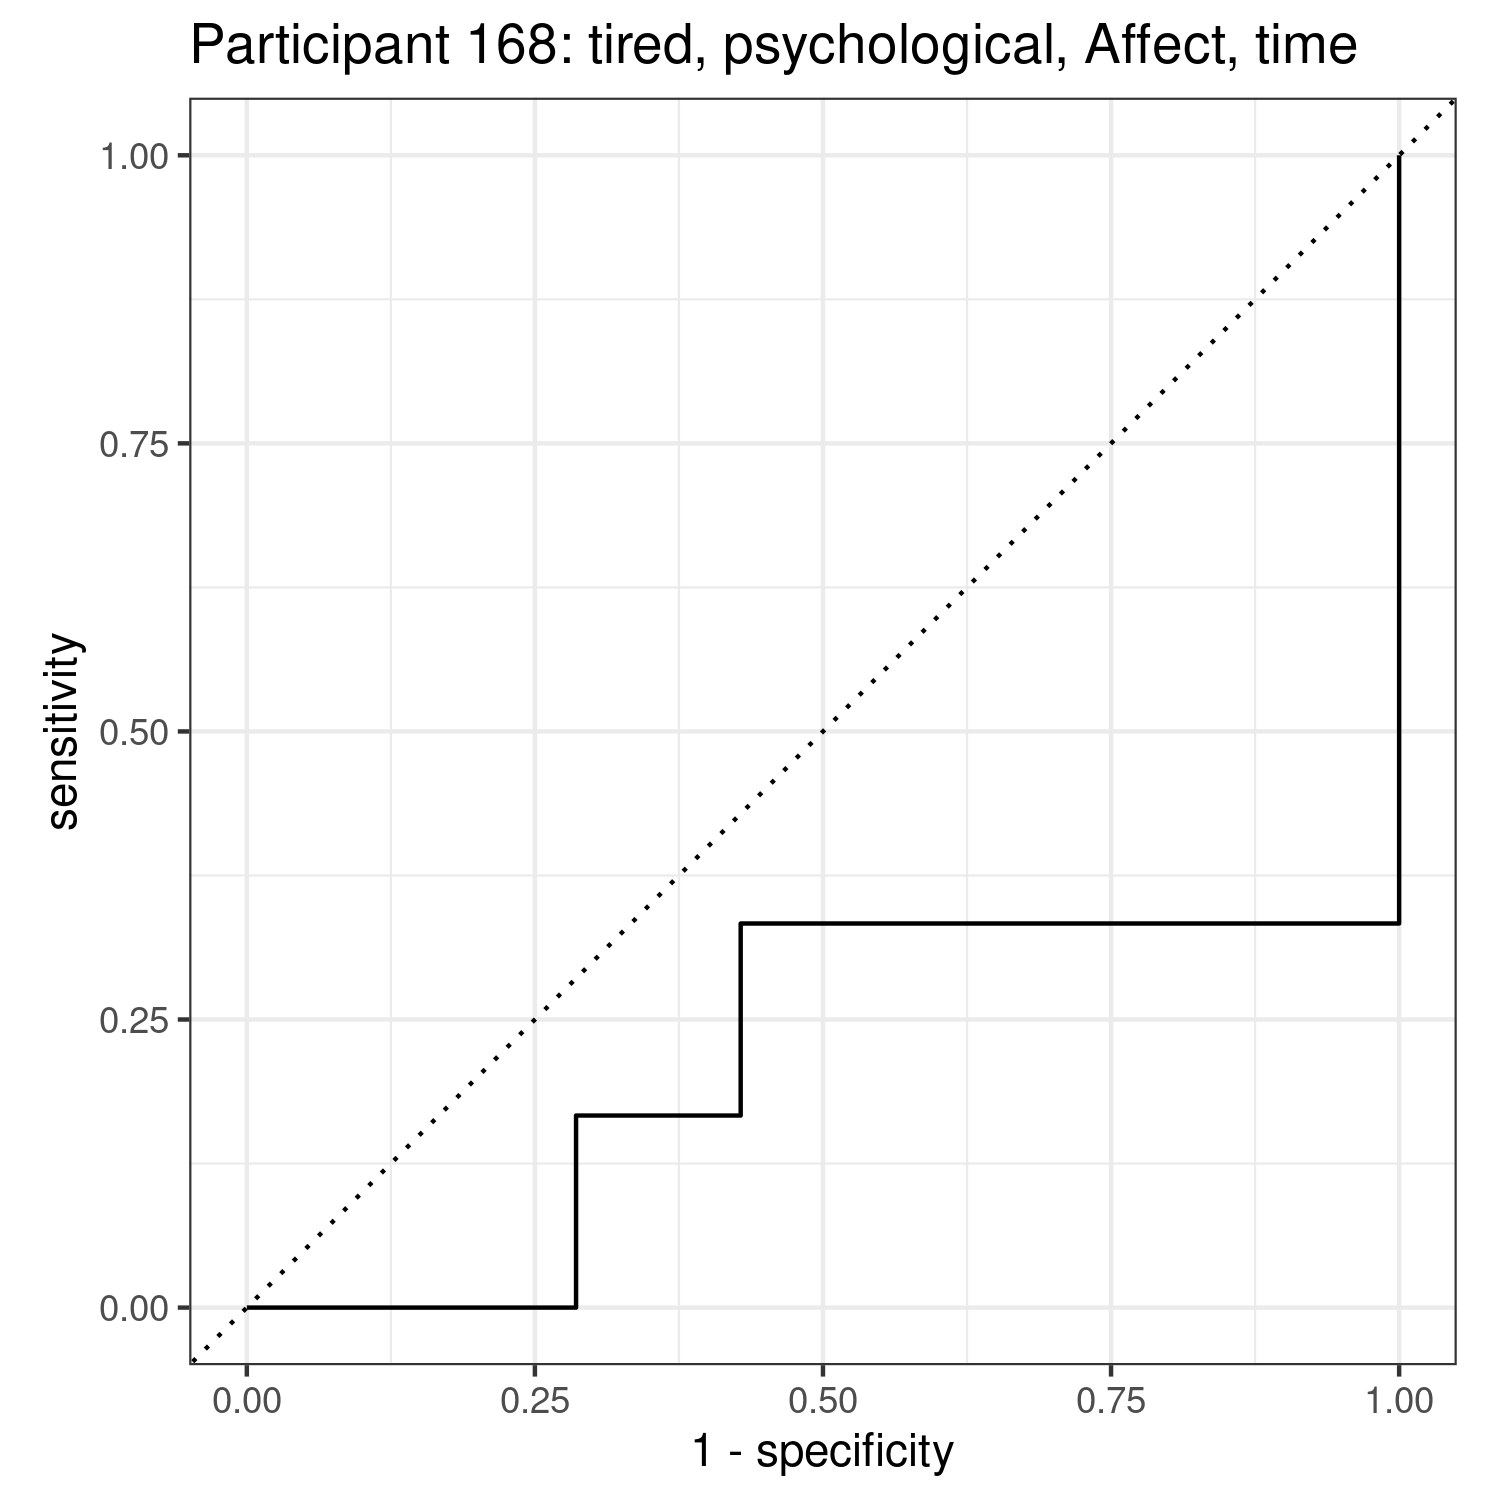 Participant 168: tired, psychological, Affect, time
1.00
0.75
0.50
0.25
0.00
sensitivity
0.00 0.25 0.50 0.75 1.00
1 - specificity